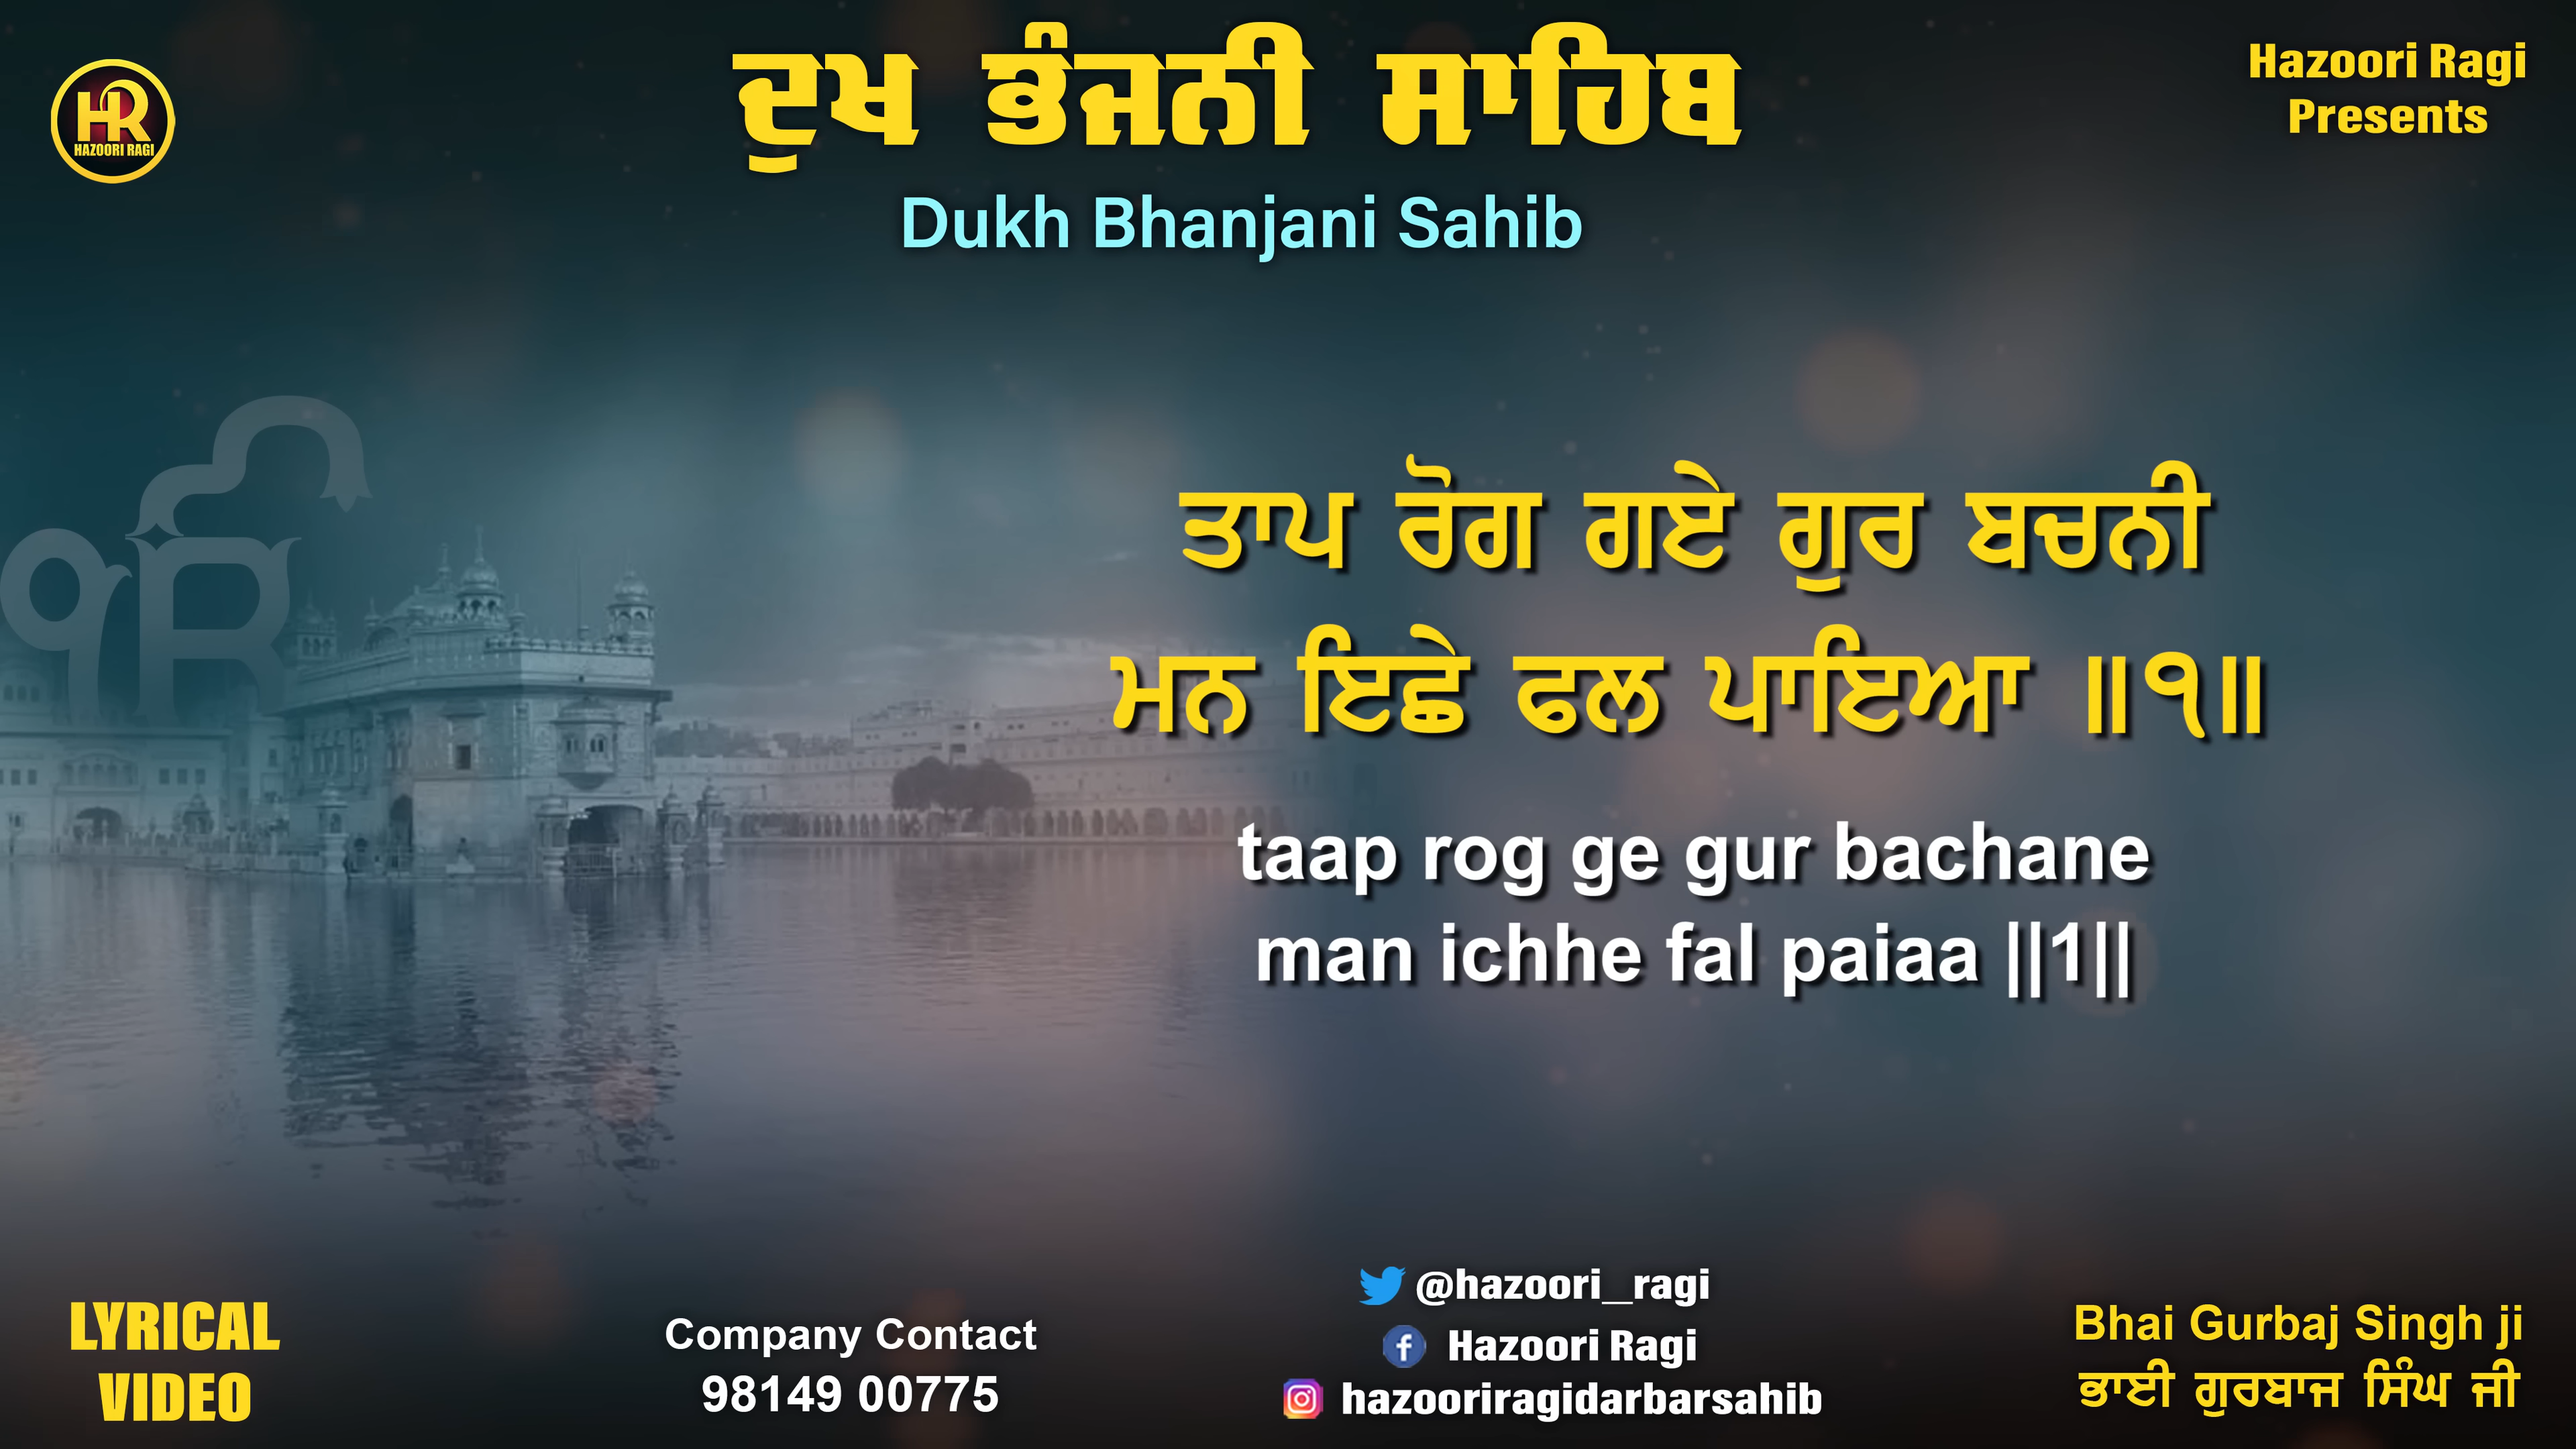 HR
HAZOORI RAGI
ਦੁਖ ਭੰਜਨੀ ਸਾਹਿਬ
Dukh Bhanjani Sahib
Hazoori Ragi
Presents
ੴ
ਤਾਪ ਰੋਗ ਗਏ ਗੁਰ ਬਚਨੀ
ਮਨ ਇਛੇ ਫਲ ਪਾਇਆ ॥੧॥
taap rog ge gur bachane
man ichhe fal paiaa ||1||
LYRICAL
VIDEO
Company Contact
98149 00775
@hazoori_ragi
Hazoori Ragi
hazooriragidarbarsahib
Bhai Gurbaj Singh ji
ਭਾਈ ਗੁਰਬਾਜ ਸਿੰਘ ਜੀ